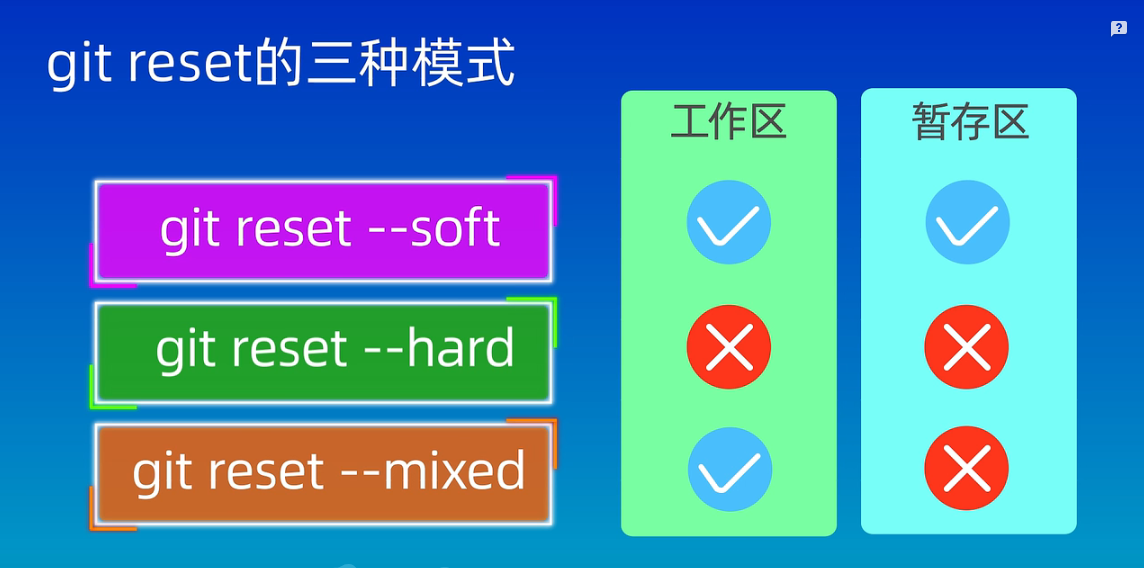 git reset的三种模式
工作区
暂存区
git reset --soft
git reset --hard
git reset --mixed